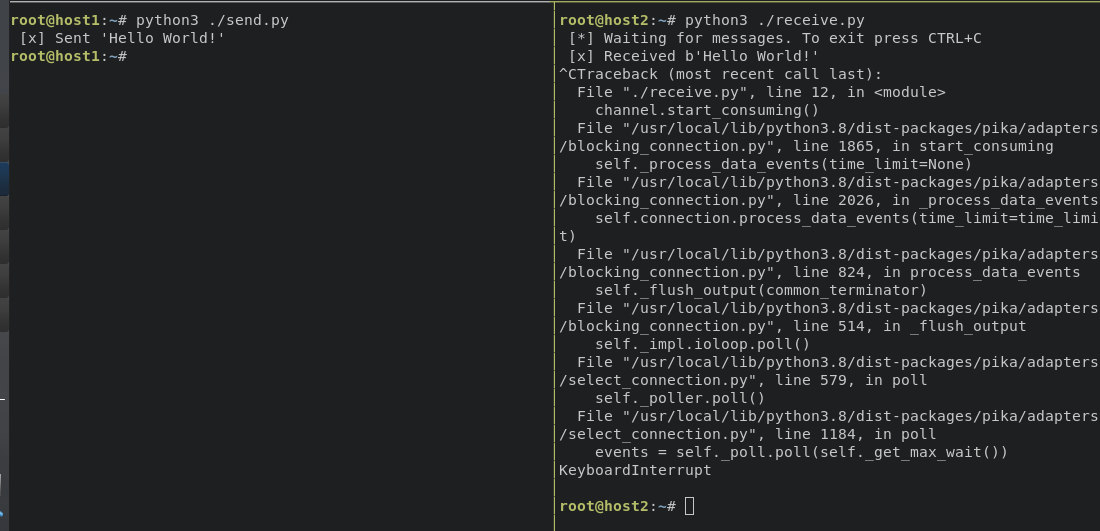 root@host1:~# python3 ./send.py
 [x] Sent 'Hello World!'
root@host1:~#
root@host2:~# python3 ./receive.py
 [*] Waiting for messages. To exit press CTRL+C
 [x] Received b'Hello World!'
^CTraceback (most recent call last):
  File "./receive.py", line 12, in <module>
    channel.start_consuming()
  File "/usr/local/lib/python3.8/dist-packages/pika/adapters
/blocking_connection.py", line 1865, in start_consuming
    self._process_data_events(time_limit=None)
  File "/usr/local/lib/python3.8/dist-packages/pika/adapters
/blocking_connection.py", line 2026, in _process_data_events
    self.connection.process_data_events(time_limit=time_limi
t)
  File "/usr/local/lib/python3.8/dist-packages/pika/adapters
/blocking_connection.py", line 824, in process_data_events
    self._flush_output(common_terminator)
  File "/usr/local/lib/python3.8/dist-packages/pika/adapters
/blocking_connection.py", line 514, in _flush_output
    self._impl.ioloop.poll()
  File "/usr/local/lib/python3.8/dist-packages/pika/adapters
/select_connection.py", line 579, in poll
    self._poller.poll()
  File "/usr/local/lib/python3.8/dist-packages/pika/adapters
/select_connection.py", line 1184, in poll
    events = self._poll.poll(self._get_max_wait())
KeyboardInterrupt
root@host2:~#